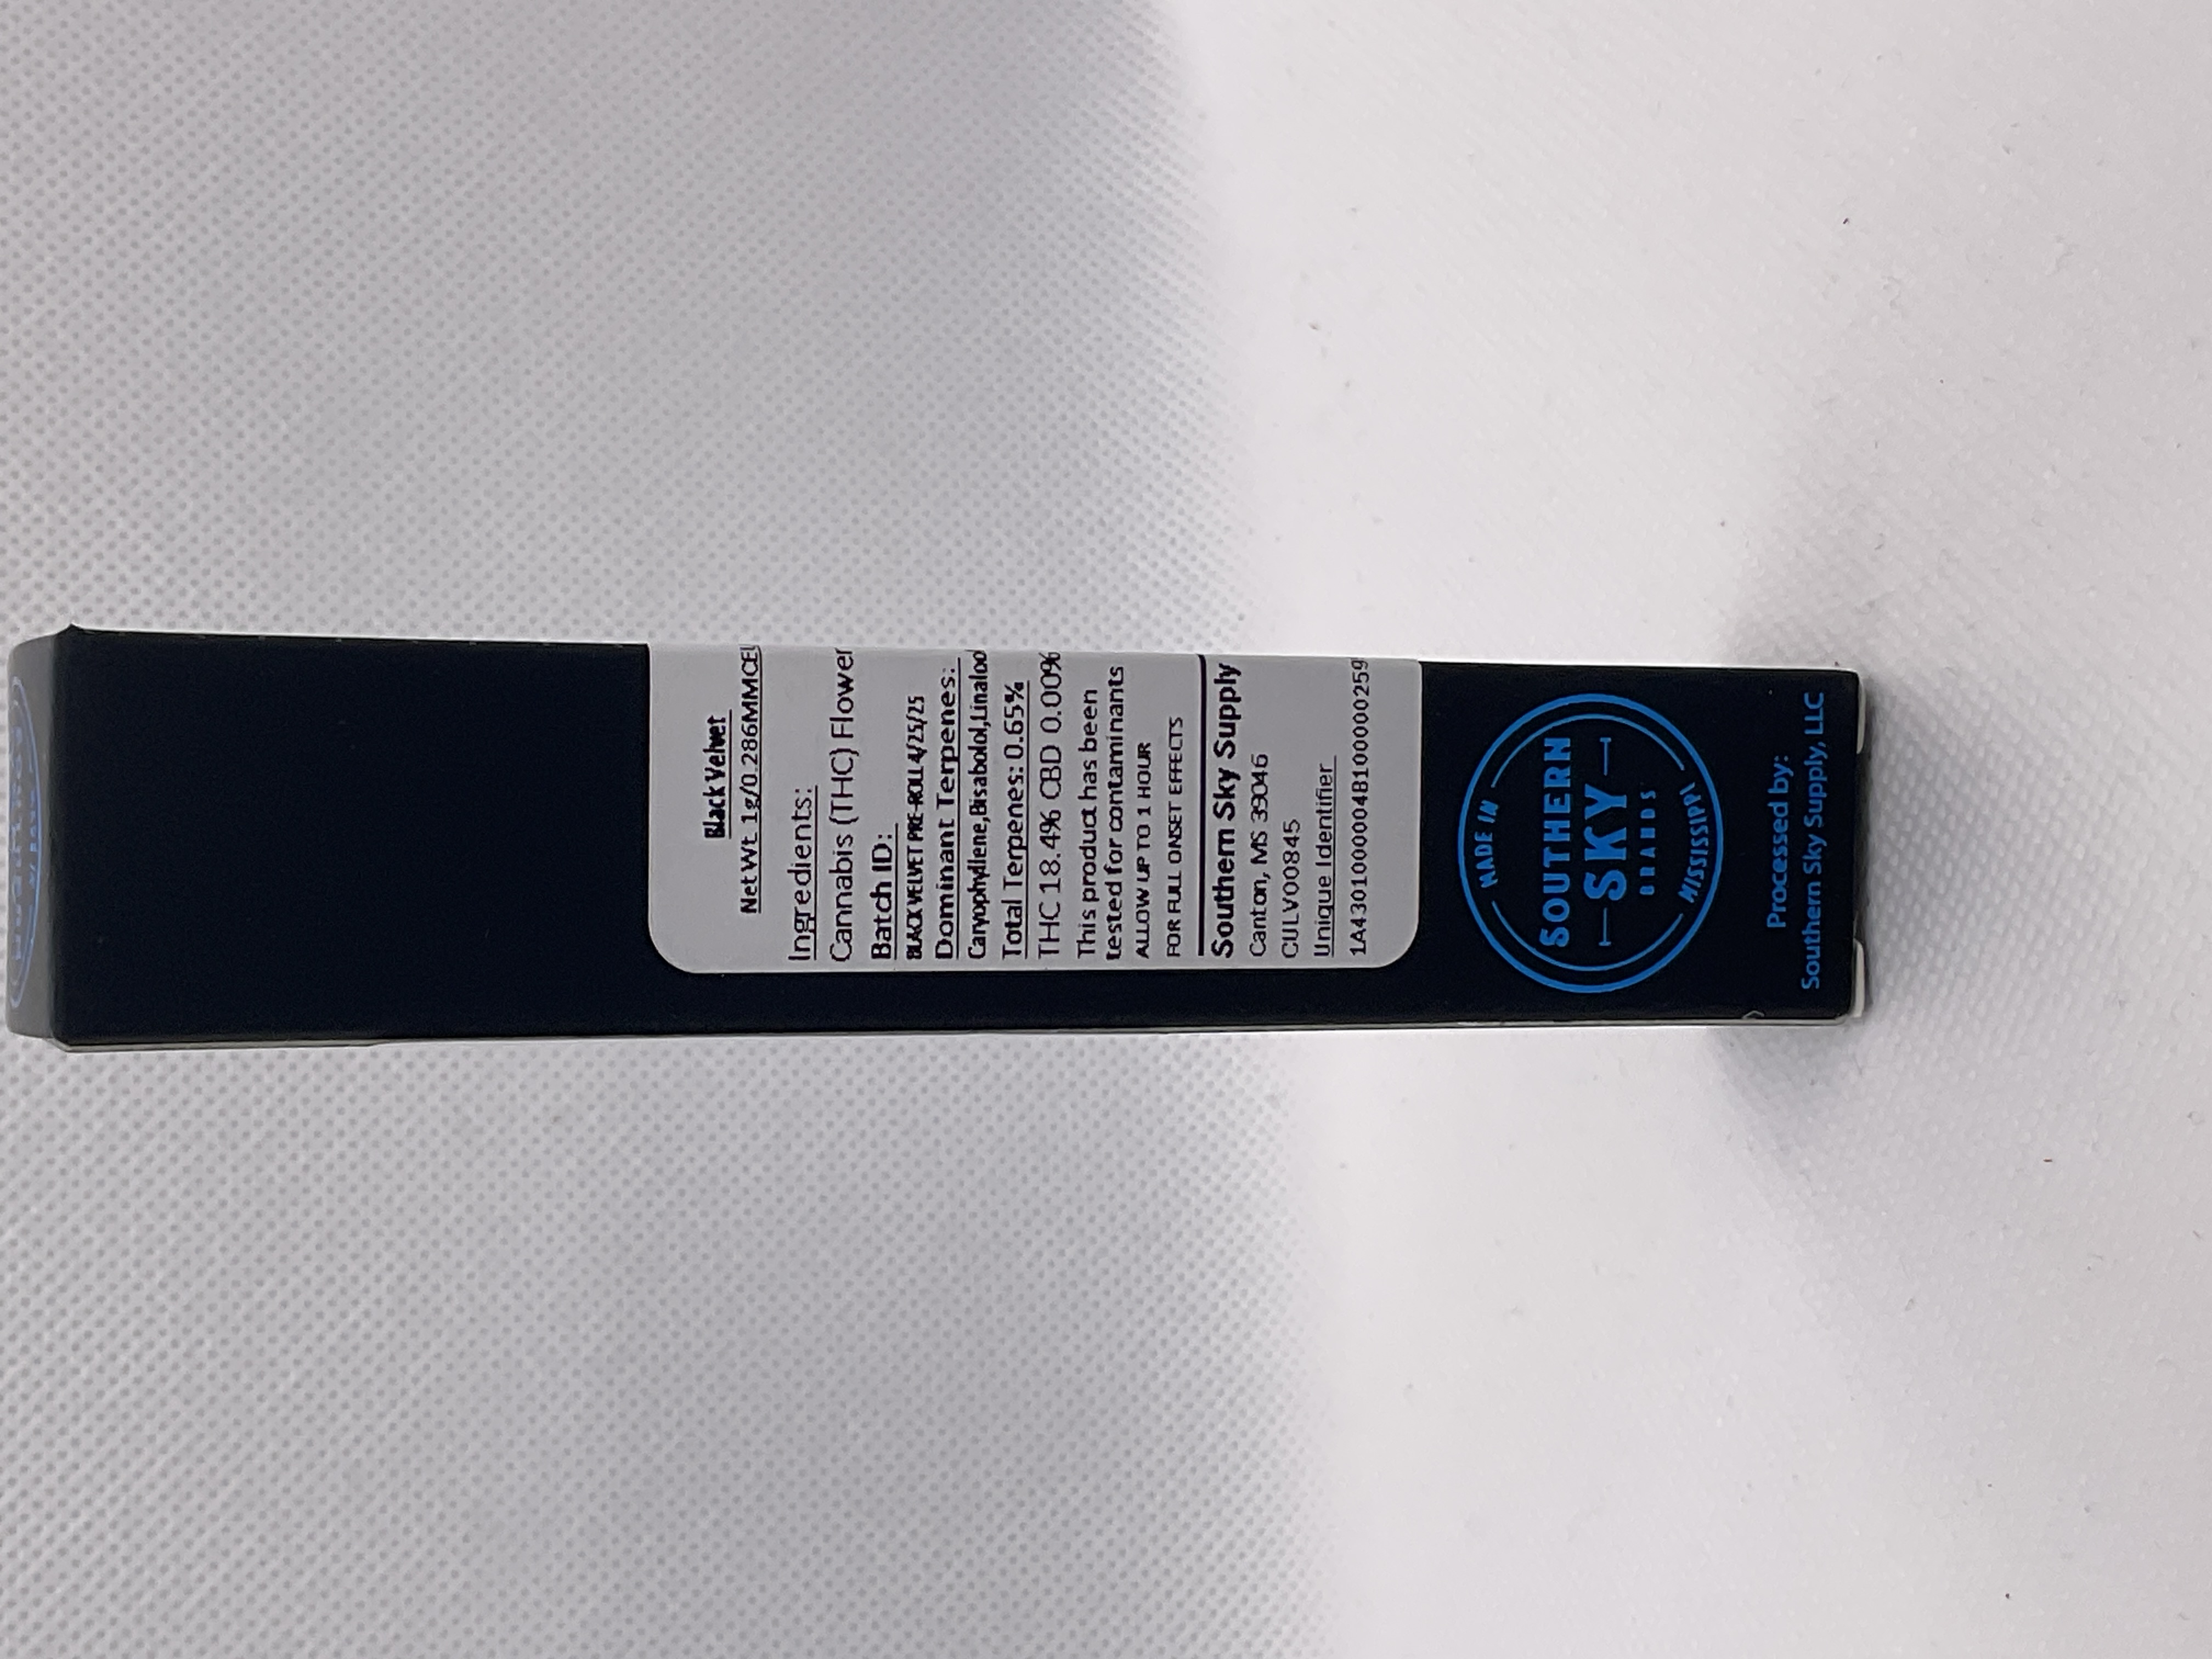 Black Velvet
Net Wt. 1g/0.286MMCEU
Ingredients:
Cannabis (THC) Flower
Batch ID:
BLACK VELVET PRE-ROLL 4/25/25
Dominant Terpenes:
Caryophyllene,Bisabolol,Linalool
Total Terpenes: 0.65%
THC 18.4% CBD 0.00%
This product has been
tested for contaminants
ALLOW UP TO 1 HOUR
FOR FULL ONSET EFFECTS
Southern Sky Supply
Canton, MS 39046
CULV00845
Unique Identifier
1A4301000004B1000000259
MADE IN
SOUTHERN
SKY
BRANDS
MISSISSIPPI
Processed by:
Southern Sky Supply, LLC